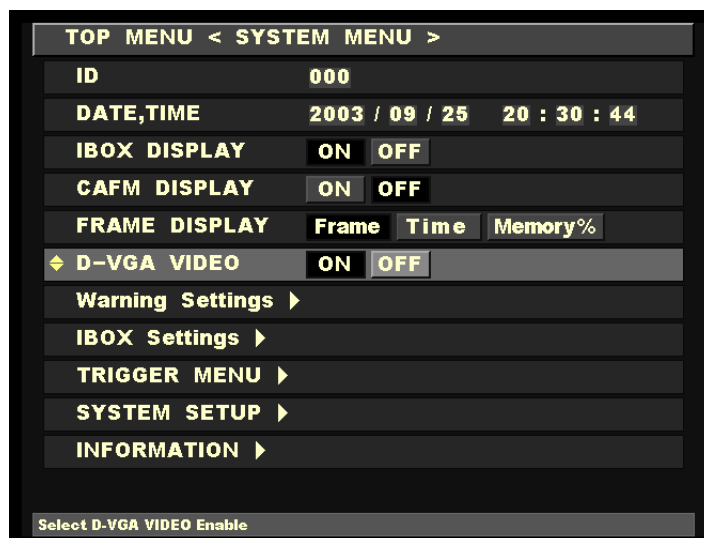 TOP MENU < SYSTEM MENU >
ID 000
DATE,TIME 2003 / 09 / 25 20 : 30 : 44
IBOX DISPLAY ON OFF
CAFM DISPLAY ON OFF
FRAME DISPLAY Frame Time Memory%
D-VGA VIDEO ON OFF
Warning Settings
IBOX Settings
TRIGGER MENU
SYSTEM SETUP
INFORMATION
Select D-VGA VIDEO Enable